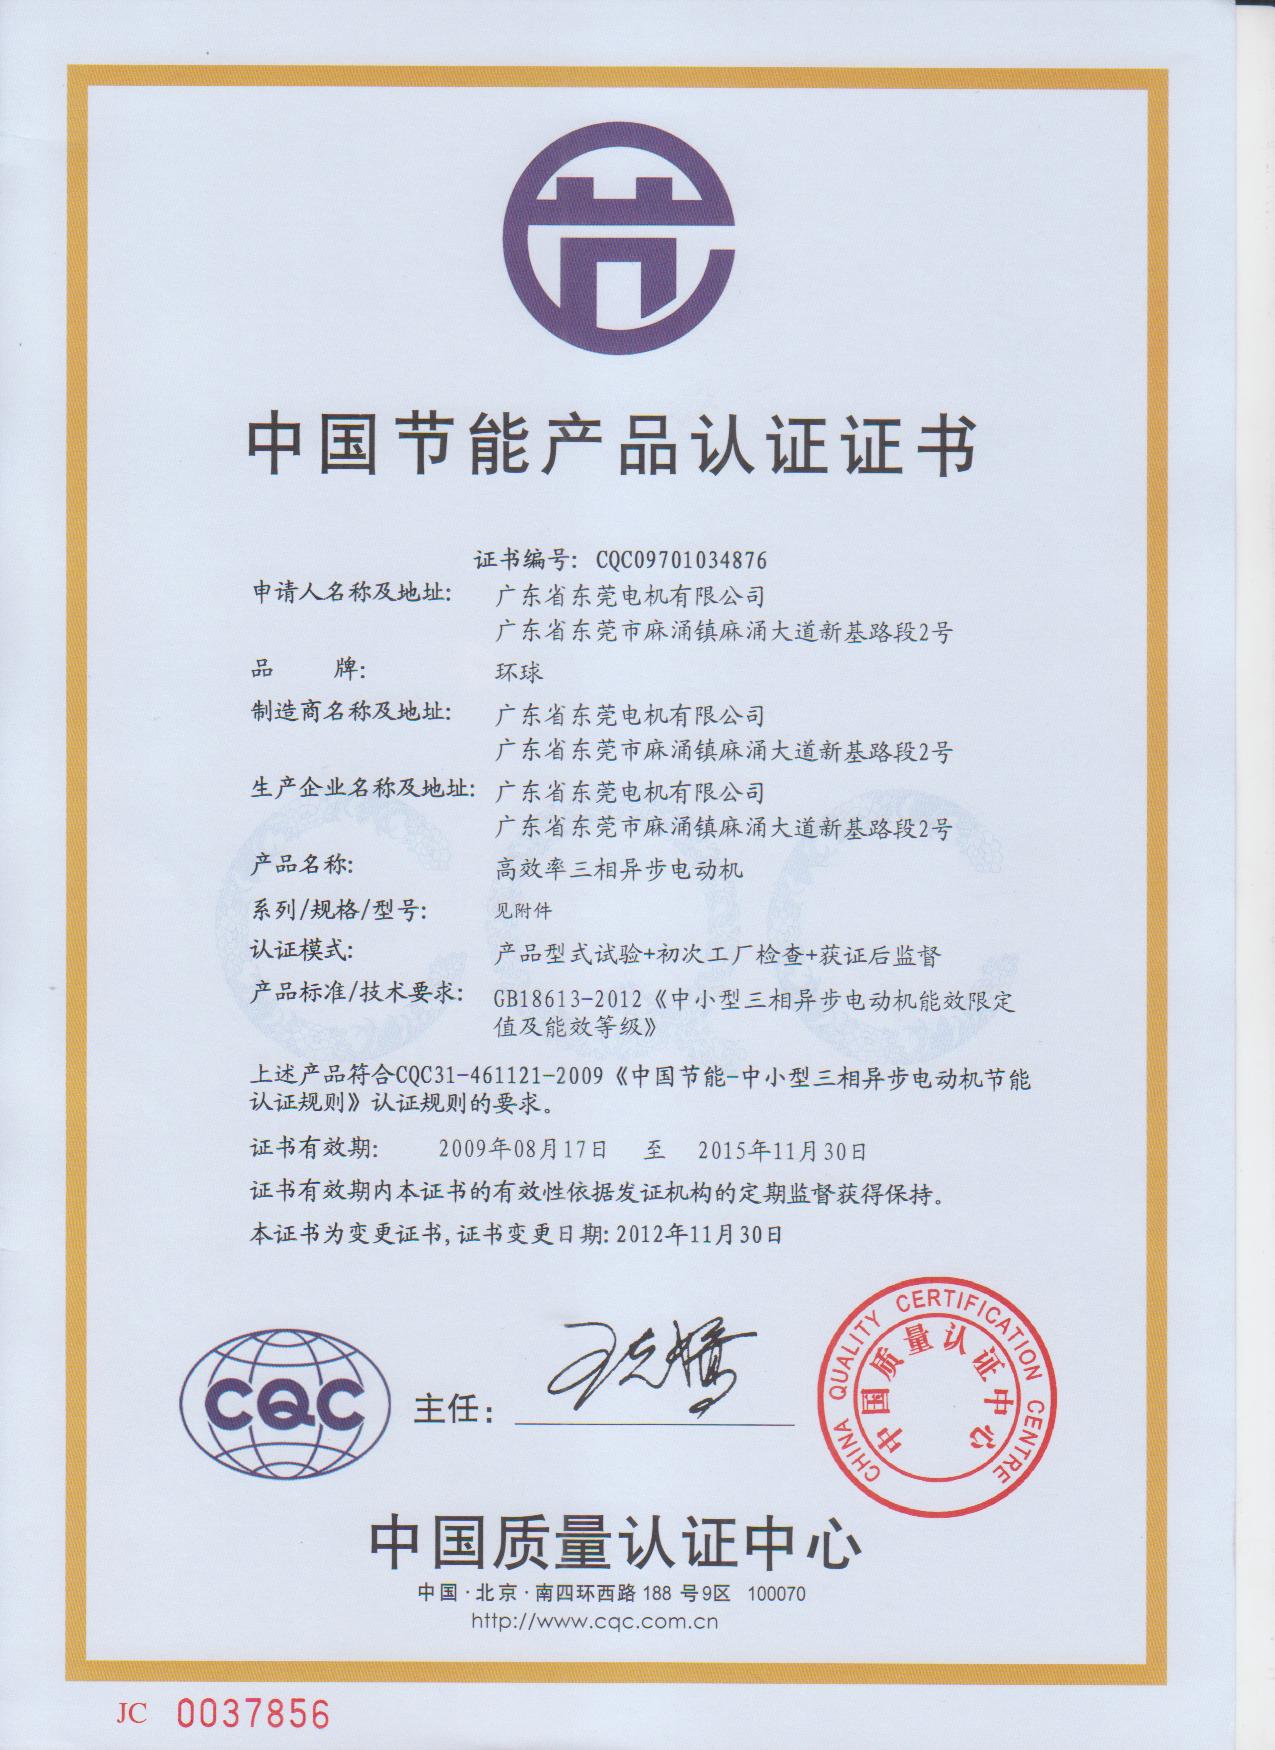 中国节能产品认证证书
证书编号: CQC09701034876
申请人名称及地址: 广东省东莞电机有限公司
广东省东莞市麻涌镇麻涌大道新基路段2号
品 牌: 环球
制造商名称及地址: 广东省东莞电机有限公司
广东省东莞市麻涌镇麻涌大道新基路段2号
生产企业名称及地址: 广东省东莞电机有限公司
广东省东莞市麻涌镇麻涌大道新基路段2号
产品名称: 高效率三相异步电动机
系列/规格/型号: 见附件
认证模式: 产品型式试验+初次工厂检查+获证后监督
产品标准/技术要求: GB18613-2012《中小型三相异步电动机能效限定
值及能效等级》
上述产品符合CQC31-461121-2009《中国节能-中小型三相异步电动机节能
认证规则》认证规则的要求。
证书有效期: 2009年08月17日 至 2015年11月30日
证书有效期内本证书的有效性依据发证机构的定期监督获得保持。
本证书为变更证书,证书变更日期:2012年11月30日
CQC
主任:
CHINA QUALITY CERTIFICATION CENTRE
中国质量认证中心
中国质量认证中心
中国·北京·南四环西路 188 号9区 100070
http://www.cqc.com.cn
JC 0037856